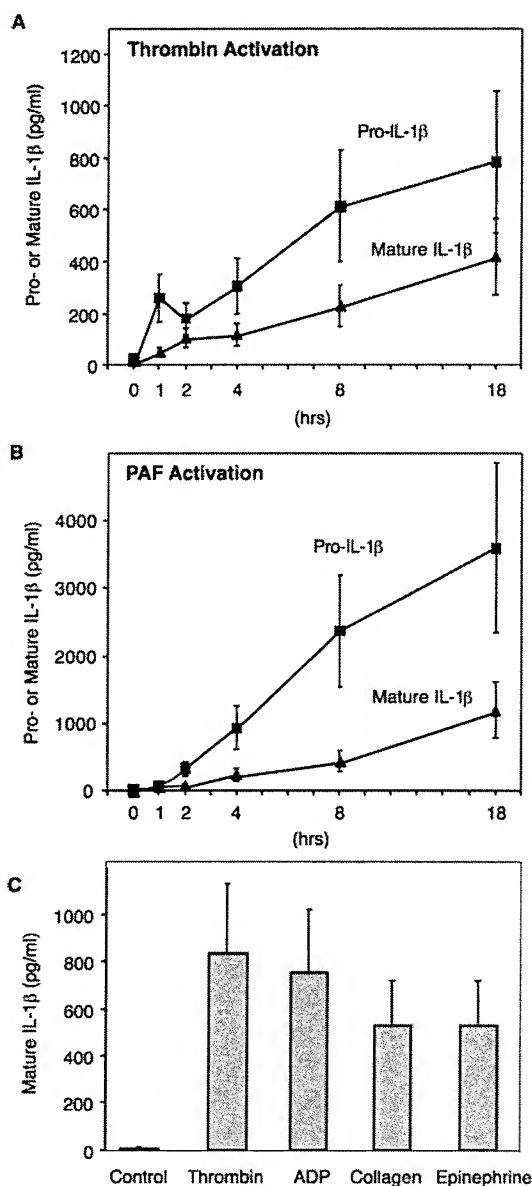 A
Thrombin Activation
Pro- or Mature IL-1β (pg/ml)
1200
1000
800
600
400
200
0
Pro-IL-1β
Mature IL-1β
0 1 2 4 8 18
(hrs)
B
PAF Activation
Pro- or Mature IL-1β (pg/ml)
4000
3000
2000
1000
0
Pro-IL-1β
Mature IL-1β
0 1 2 4 8 18
(hrs)
C
Mature IL-1β (pg/ml)
1000
800
600
400
200
0
Control Thrombin ADP Collagen Epinephrine